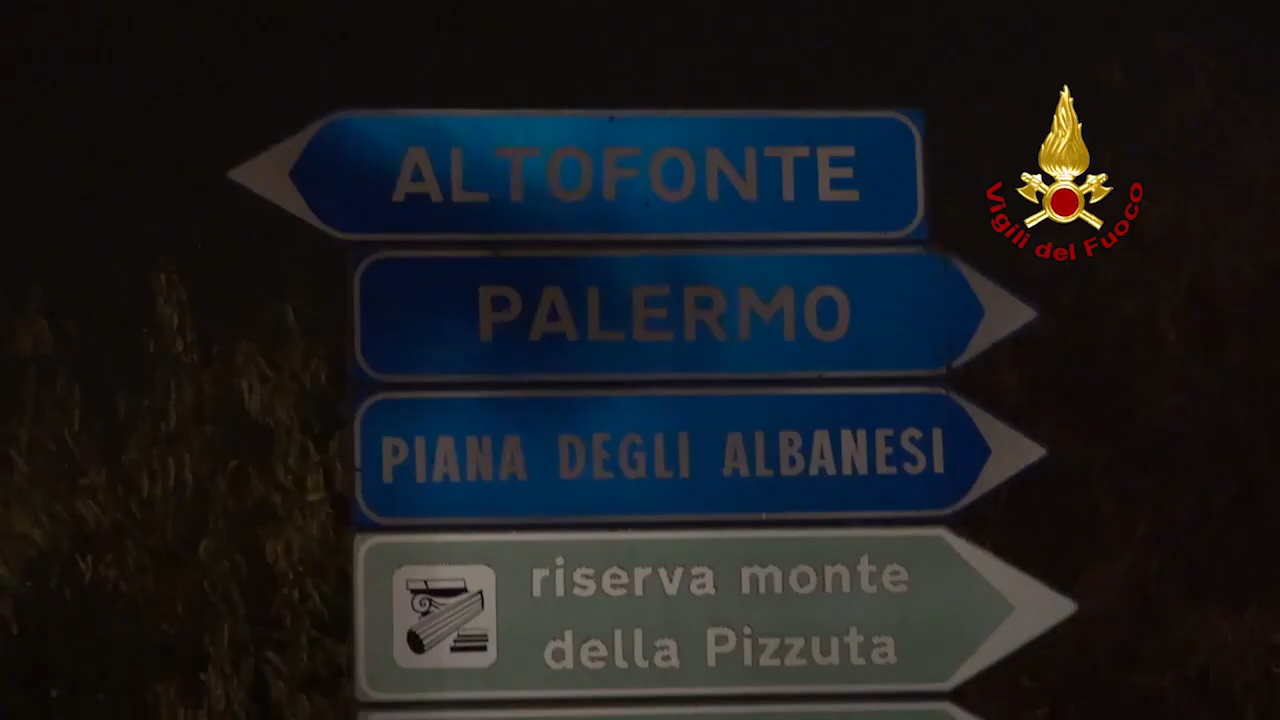 ALTOFONTE
PALERMO
PIANA DEGLI ALBANESI
riserva monte
della Pizzuta
Vigili del Fuoco